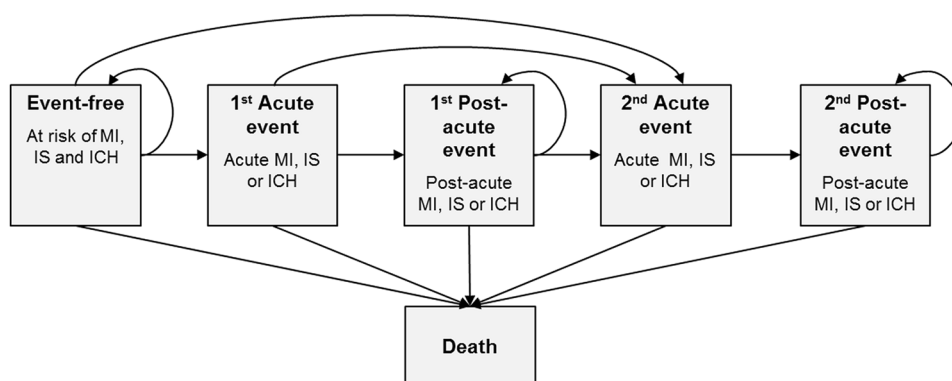 Event-free
At risk of MI,
IS and ICH
1st Acute
event
Acute MI, IS
or ICH
1st Post-
acute
event
Post-acute
MI, IS or ICH
2nd Acute
event
Acute MI, IS
or ICH
2nd Post-
acute
event
Post-acute
MI, IS or ICH
Death